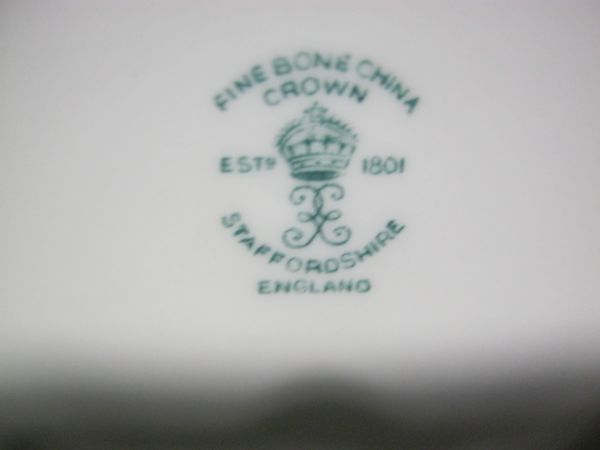 FINE BONE CHINA
CROWN
ESTD 1801
STAFFORDSHIRE
ENGLAND